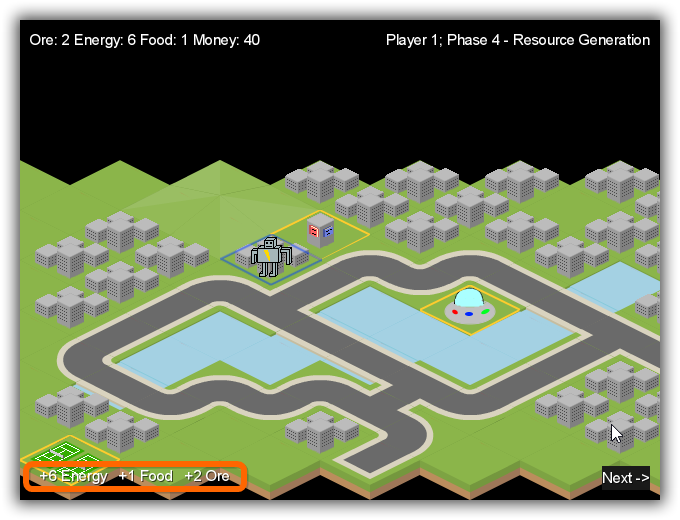 Ore: 2 Energy: 6 Food: 1 Money: 40
Player 1; Phase 4 - Resource Generation
+6 Energy +1 Food +2 Ore
Next ->